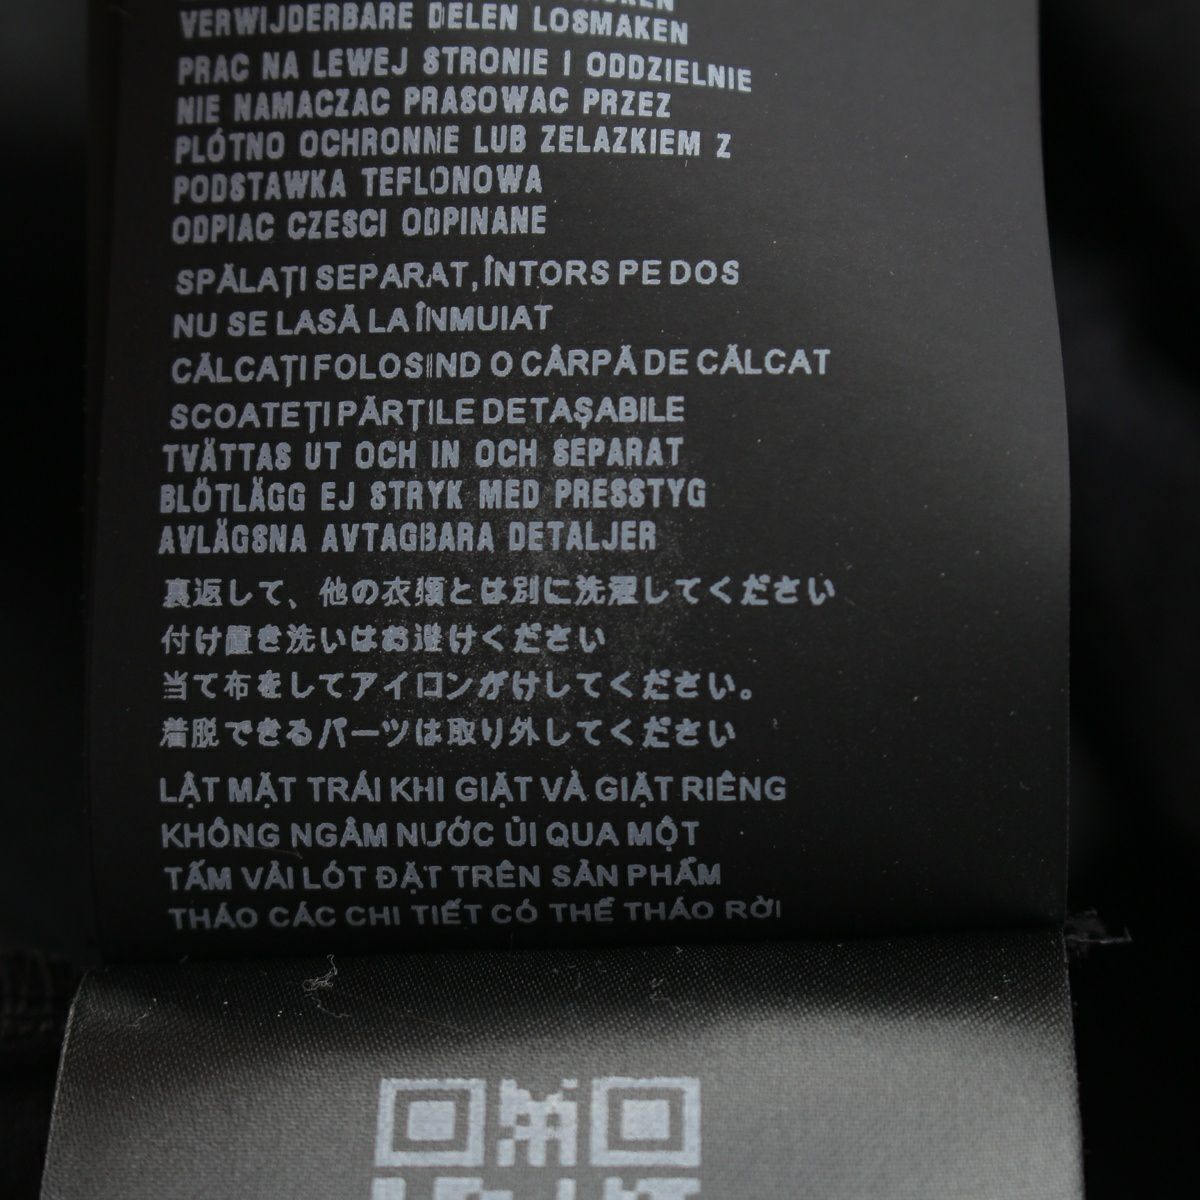 VERWIJDERBARE DELEN LOSMAKEN
PRAC NA LEWEJ STRONIE I ODDZIELNIE
NIE NAMACZAC PRASOWAC PRZEZ
PLÓTNO OCHRONNE LUB ZELAZKIEM Z
PODSTAWKA TEFLONOWA
ODPIAC CZESCI ODPINANE
SPĂLAȚI SEPARAT, ÎNTORS PE DOS
NU SE LASĂ LA ÎNMUIAT
CĂLCAȚI FOLOSIND O CÂRPĂ DE CĂLCAT
SCOATEȚI PĂRȚILE DETAȘABILE
TVÄTTAS UT OCH IN OCH SEPARAT
BLÖTLÄGG EJ STRYK MED PRESSTYG
AVLÄGSNA AVTAGBARA DETALJER
裏返して、他の衣類とは別に洗濯してください
付け置き洗いはお避けください
当て布をしてアイロンがけしてください。
着脱できるパーツは取り外してください
LẬT MẶT TRÁI KHI GIẶT VÀ GIẶT RIÊNG
KHÔNG NGÂM NƯỚC ỦI QUA MỘT
TẤM VẢI LÓT ĐẶT TRÊN SẢN PHẨM
THÁO CÁC CHI TIẾT CÓ THỂ THÁO RỜI